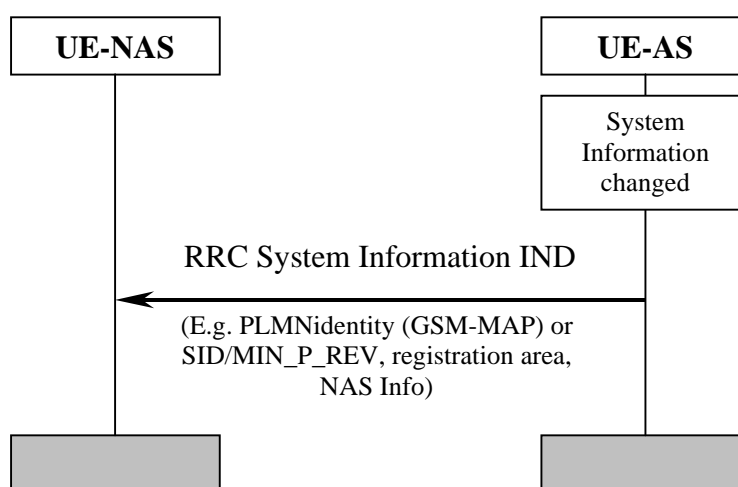 UE-NAS
UE-AS
System
Information
changed
RRC System Information IND
(E.g. PLMNidentity (GSM-MAP) or
SID/MIN_P_REV, registration area,
NAS Info)